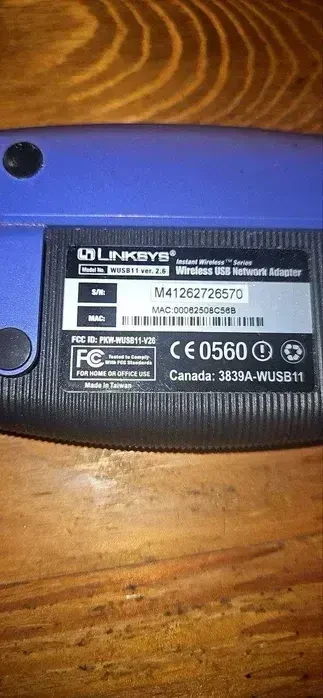 LINKSYS® Instant Wireless™ Series
Model No. WUSB11 ver. 2.6 Wireless USB Network Adapter
S/N: M41262726570
MAC: MAC:00062508C56B
FCC ID: PKW-WUSB11-V26
FC Tested to Comply With FCC Standards
FOR HOME OR OFFICE USE
CE0560
Made in Taiwan
Canada: 3839A-WUSB11